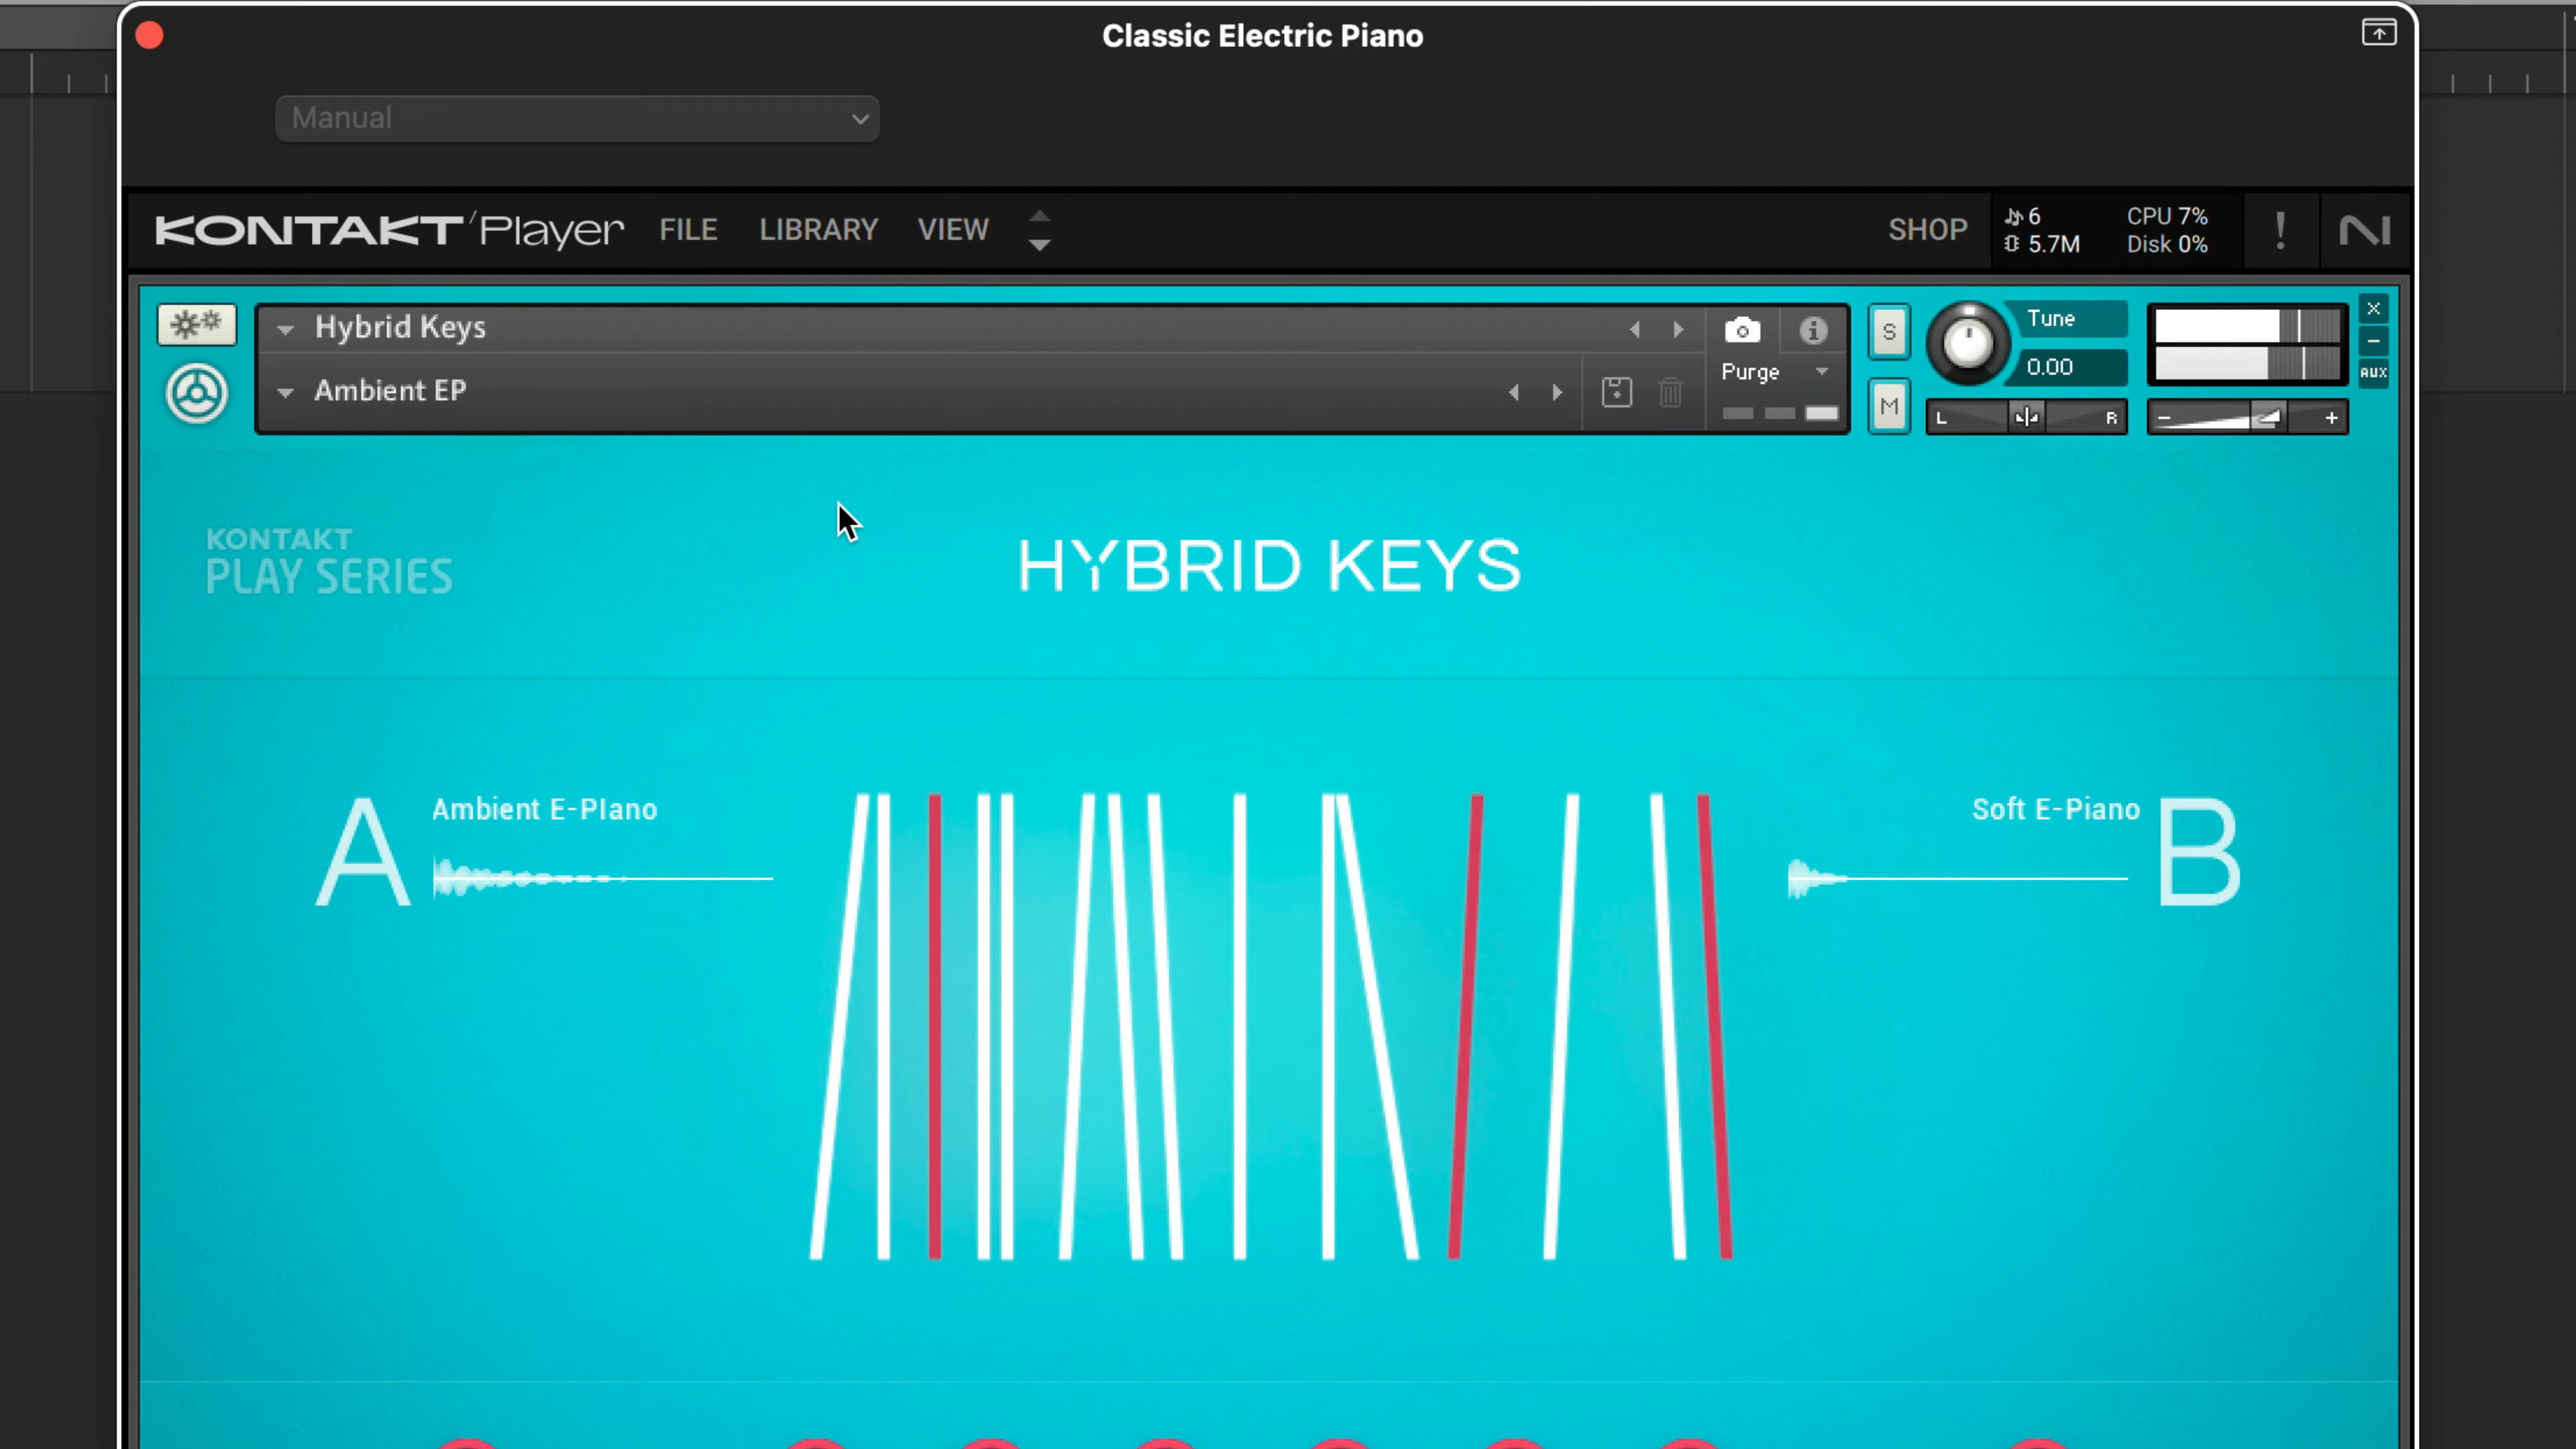 Classic Electric Piano
Manual
KONTAKT Player FILE LIBRARY VIEW SHOP 6 CPU 7%
5.7M Disk 0% !
Hybrid Keys
Ambient EP
Purge
S
M
Tune
0.00
L R
- +
X
-
AUX
KONTAKT
PLAY SERIES
HYBRID KEYS
A Ambient E-PIano
Soft E-Piano B